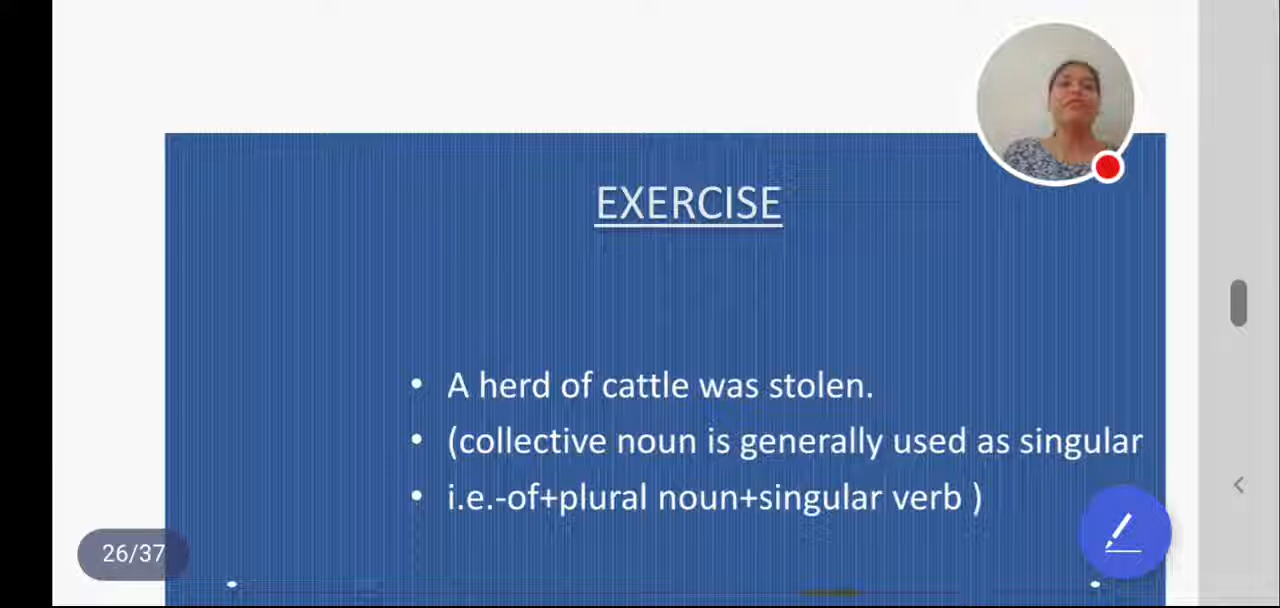 EXERCISE
• A herd of cattle was stolen.
• (collective noun is generally used as singular
• i.e.-of+plural noun+singular verb )
26/37